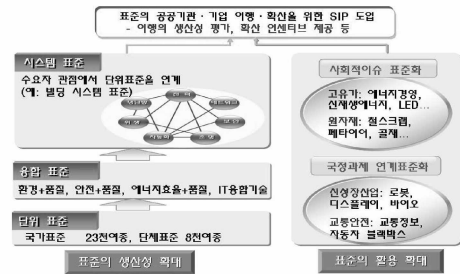 표준의 공공기관·기업 이행·확산을 위한 SIP 도입
- 이행의 생산성 평가, 확산 인센티브 제공 등
시스템 표준
수요자 관점에서 단위표준을 연계
(예: 빌딩 시스템 표준)
융합 표준
환경+품질, 안전+품질, 에너지효율+품질, IT융합기술
단위 표준
국가표준 23천여종, 단체표준 8천여종
표준의 생산성 확대
사회적이슈 표준화
고유가: 에너지경영,
신재생에너지, LED...
원자재: 철스크랩,
폐타이어, 골재...
국정과제 연계표준화
신성장산업: 로봇,
디스플레이, 바이오
교통안전: 교통정보,
자동차 블랙박스
표준의 활용 확대